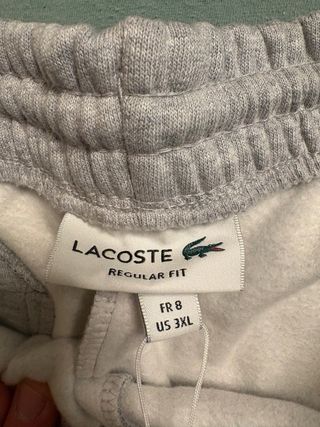 LACOSTE
REGULAR FIT
FR 8
US 3XL